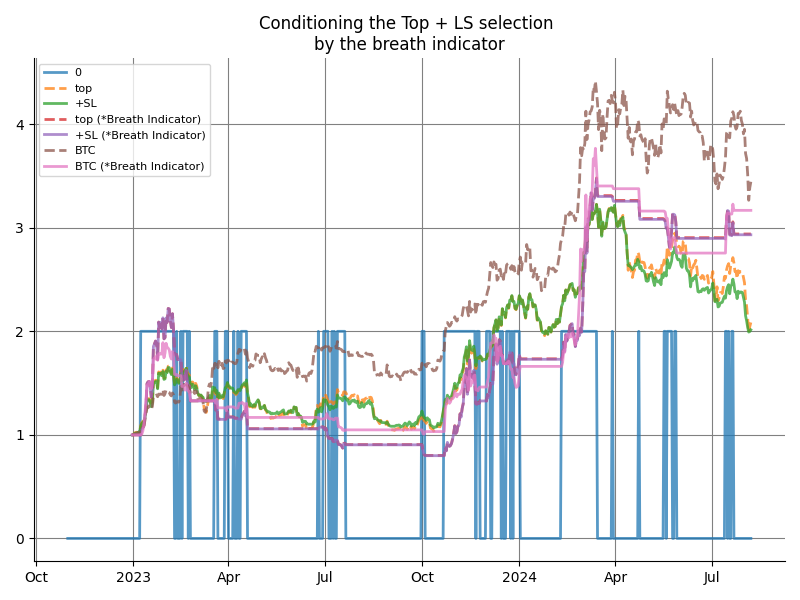 Conditioning the Top + LS selection
by the breath indicator
0
top
+SL
top (*Breath Indicator)
+SL (*Breath Indicator)
BTC
BTC (*Breath Indicator)
4
3
2
1
0
Oct 2023 Apr Jul Oct 2024 Apr Jul